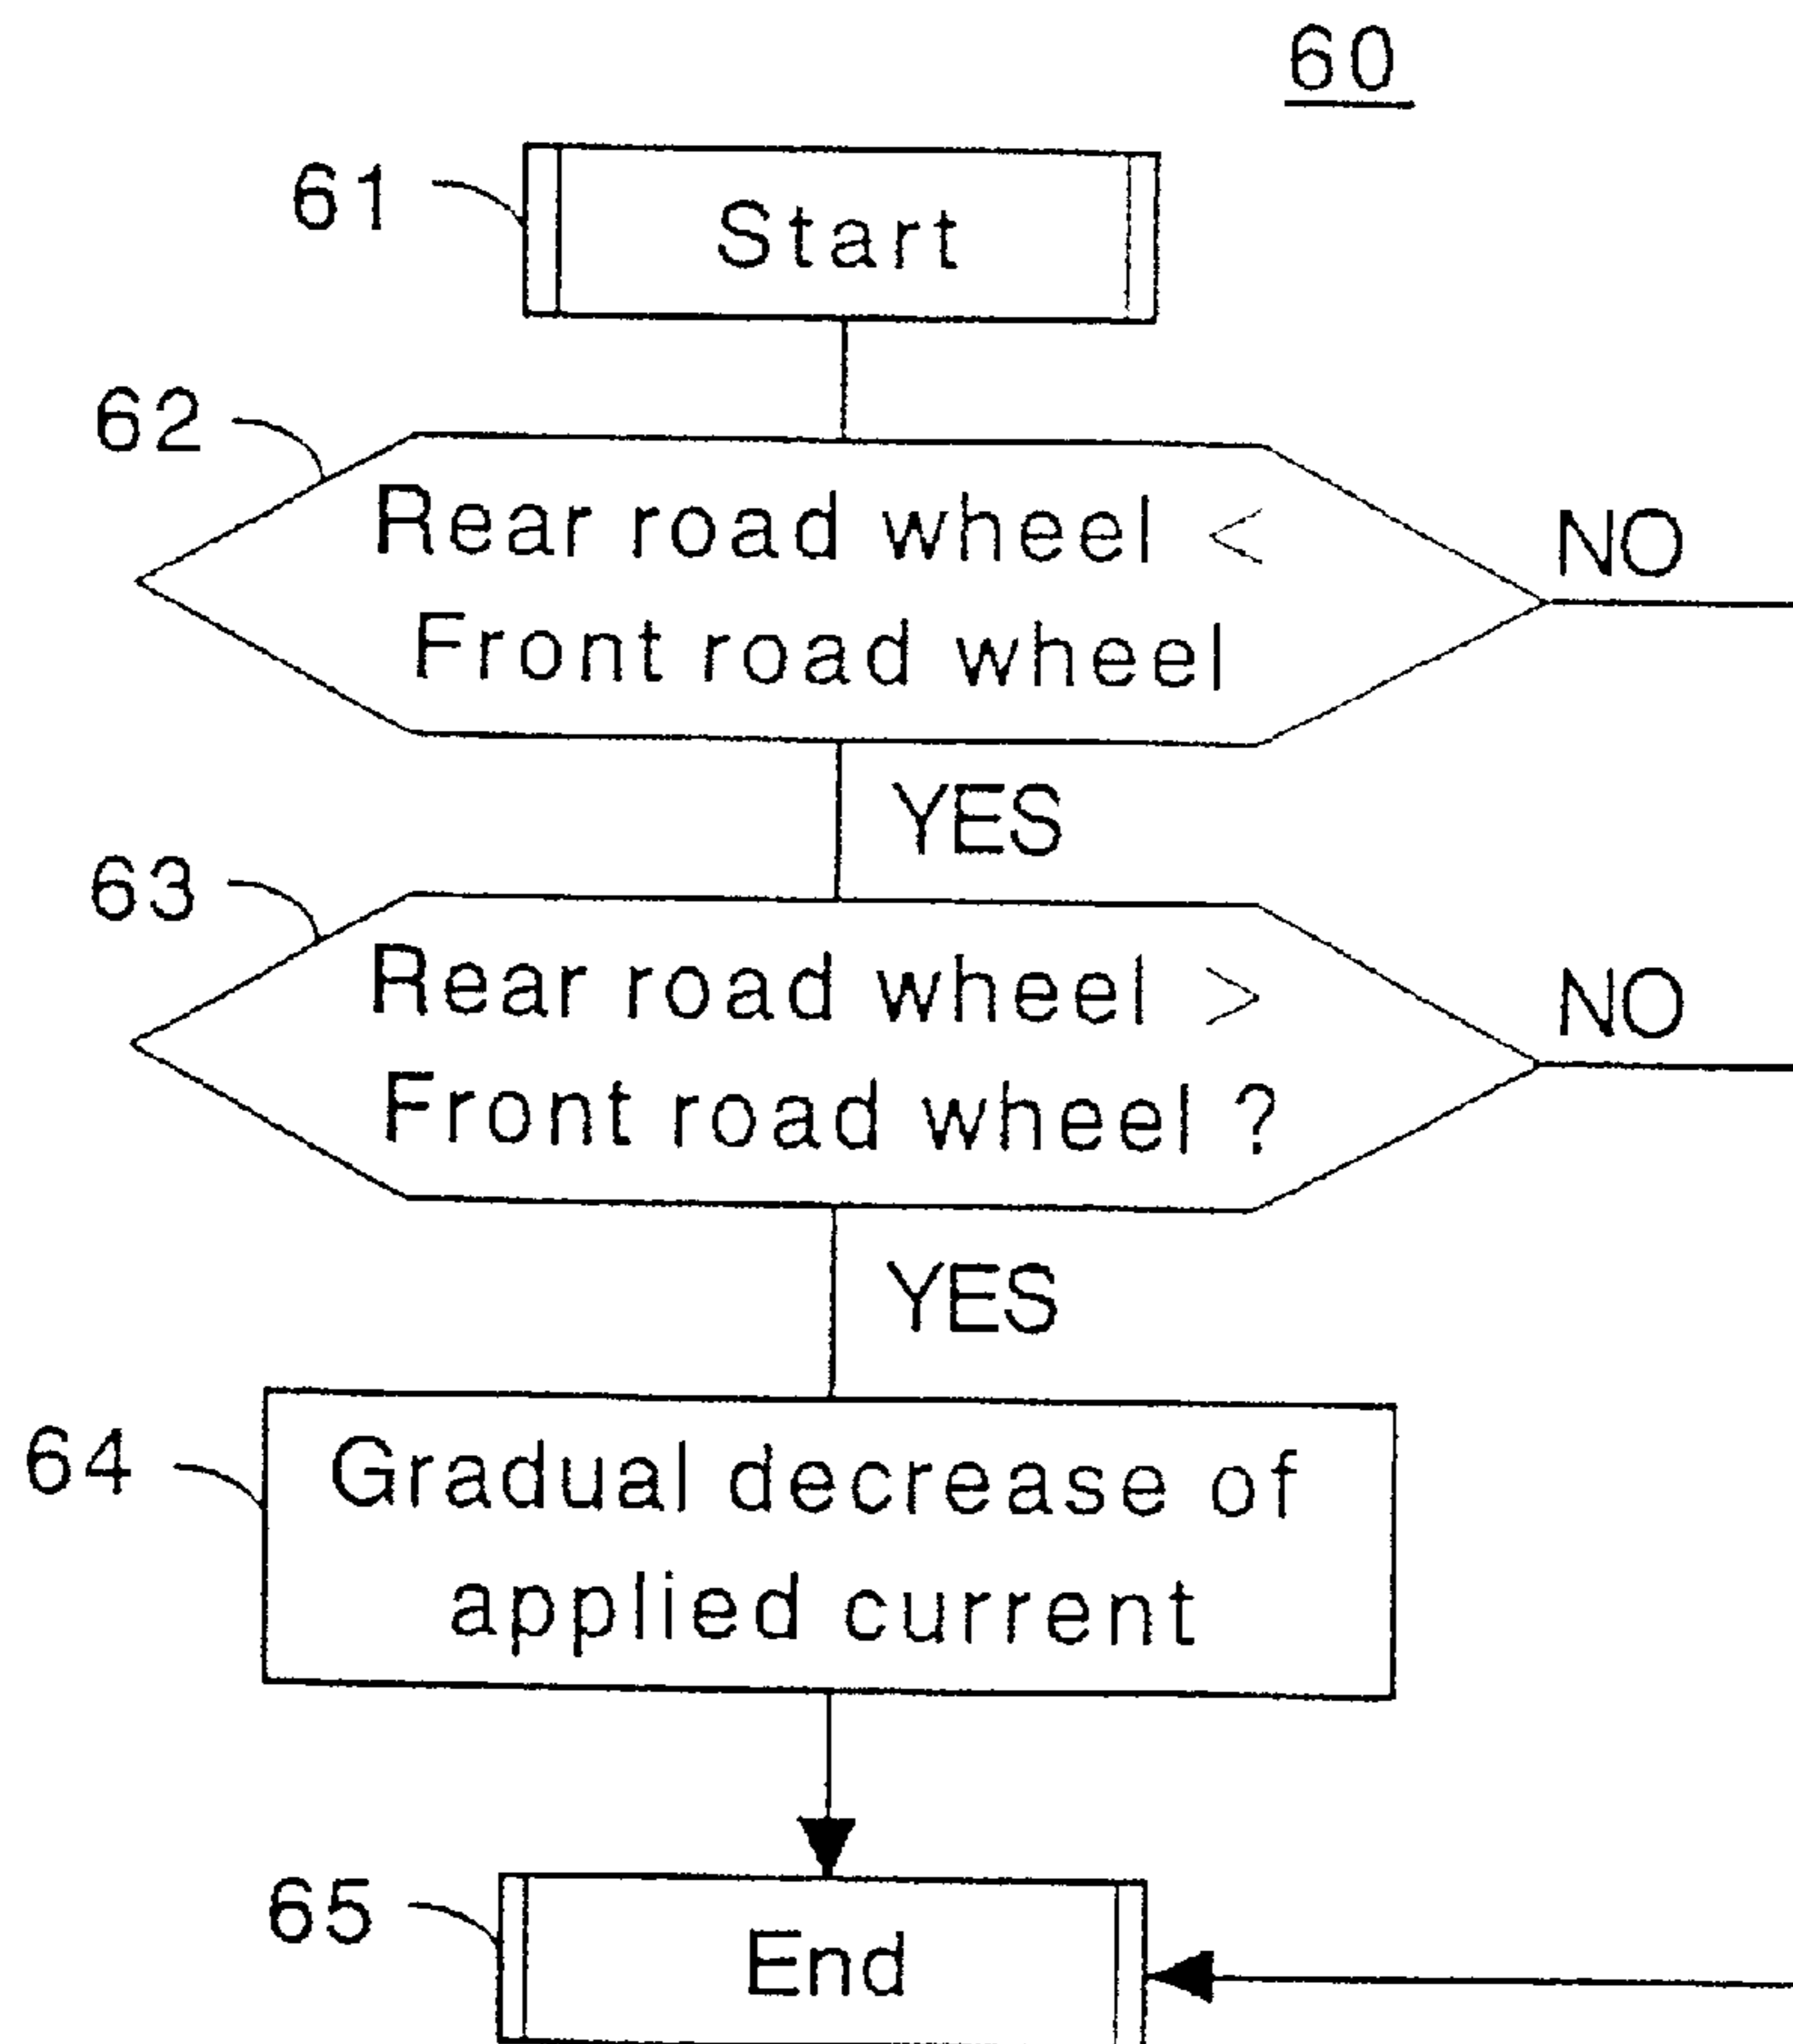 60
61
Start
62
Rear road wheel <
Front road wheel
NO
YES
63
Rear road wheel >
Front road wheel ?
NO
YES
64
Gradual decrease of
applied current
65
End